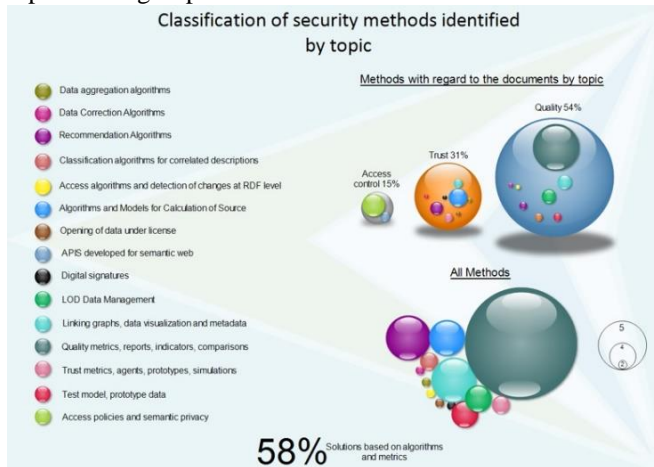 Classification of security methods identified
by topic
Methods with regard to the documents by topic
Data aggregation algorithms
Data Correction Algorithms
Recommendation Algorithms
Classification algorithms for correlated descriptions
Access algorithms and detection of changes at RDF level
Algorithms and Models for Calculation of Source
Opening of data under license
APIS developed for semantic web
Digital signatures
LOD Data Management
Linking graphs, data visualization and metadata
Quality metrics, reports, indicators, comparisons
Trust metrics, agents, prototypes, simulations
Test model, prototype data
Access policies and semantic privacy
Quality 54%
Trust 31%
Access
control 15%
All Methods
5
4
2
58% Solutions based on algorithms
and metrics